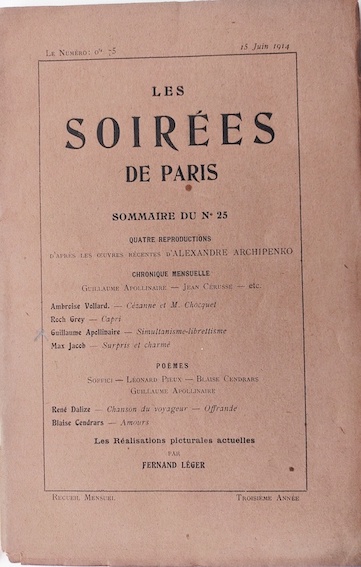 Le Numéro: 0fr 75
15 Juin 1914
LES
SOIRÉES
DE PARIS
SOMMAIRE DU N° 25
QUATRE REPRODUCTIONS
D'APRÈS LES ŒUVRES RÉCENTES D'ALEXANDRE ARCHIPENKO
CHRONIQUE MENSUELLE
Guillaume Apollinaire — Jean Cérusse — etc.
Ambroise Vollard. — Cézanne et M. Chocquet
Roch Grey — Capri
Guillaume Apollinaire — Simultanisme-librettisme
Max Jacob — Surpris et charmé
POÈMES
Soffici — Léonard Pieux — Blaise Cendrars
Guillaume Apollinaire
René Dalize — Chanson du voyageur — Offrande
Blaise Cendrars — Amours
Les Réalisations picturales actuelles
PAR
FERNAND LÉGER
Recueil Mensuel
Troisième Année